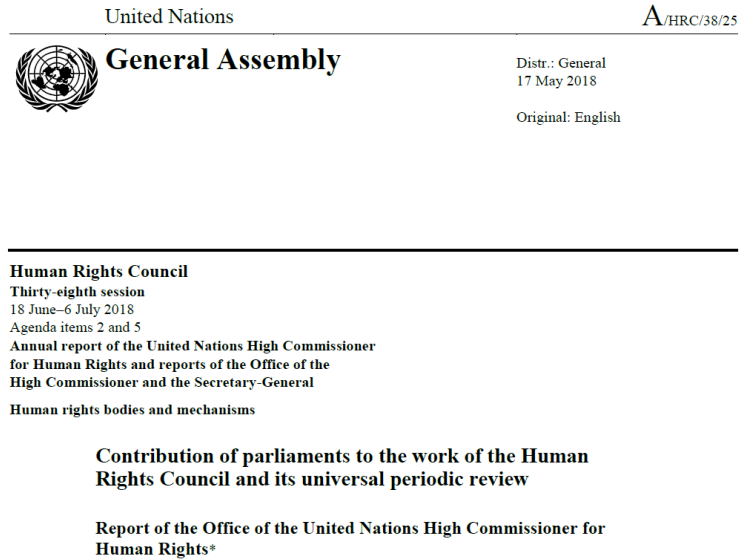 United Nations
A/HRC/38/25
General Assembly
Distr.: General
17 May 2018
Original: English
Human Rights Council
Thirty-eighth session
18 June–6 July 2018
Agenda items 2 and 5
Annual report of the United Nations High Commissioner
for Human Rights and reports of the Office of the
High Commissioner and the Secretary-General
Human rights bodies and mechanisms
Contribution of parliaments to the work of the Human
Rights Council and its universal periodic review
Report of the Office of the United Nations High Commissioner for
Human Rights*